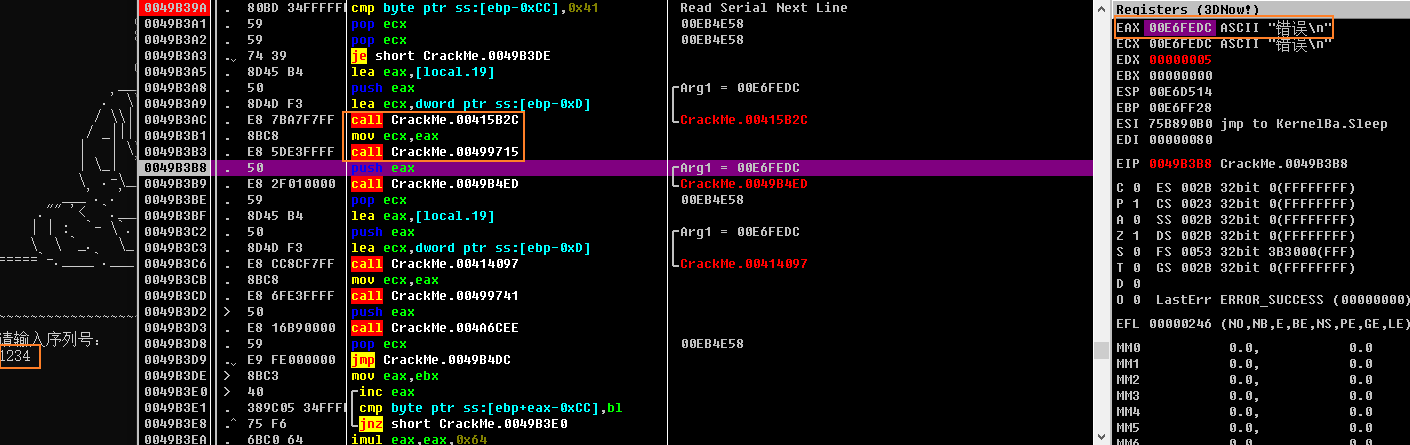 0049B39A . 80BD 34FFFFF cmp byte ptr ss:[ebp-0xCC],0x41 Read Serial Next Line
0049B3A1 . 59 pop ecx 00EB4E58
0049B3A2 . 59 pop ecx 00EB4E58
0049B3A3 . 74 39 je short CrackMe.0049B3DE
0049B3A5 . 8D45 B4 lea eax,[local.19]
0049B3A8 . 50 push eax Arg1 = 00E6FEDC
0049B3A9 . 8D4D F3 lea ecx,dword ptr ss:[ebp-0xD]
0049B3AC . E8 7BA7F7FF call CrackMe.00415B2C CrackMe.00415B2C
0049B3B1 . 8BC8 mov ecx,eax
0049B3B3 . E8 5DE3FFFF call CrackMe.00499715
0049B3B8 . 50 push eax Arg1 = 00E6FEDC
0049B3B9 . E8 2F010000 call CrackMe.0049B4ED CrackMe.0049B4ED
0049B3BE . 59 pop ecx 00EB4E58
0049B3BF . 8D45 B4 lea eax,[local.19]
0049B3C2 . 50 push eax Arg1 = 00E6FEDC
0049B3C3 . 8D4D F3 lea ecx,dword ptr ss:[ebp-0xD]
0049B3C6 . E8 CC8CF7FF call CrackMe.00414097 CrackMe.00414097
0049B3CB . 8BC8 mov ecx,eax
0049B3CD . E8 6FE3FFFF call CrackMe.00499741
0049B3D2 > 50 push eax
0049B3D3 . E8 16B90000 call CrackMe.004A6CEE
0049B3D8 . 59 pop ecx 00EB4E58
0049B3D9 . E9 FE000000 jmp CrackMe.0049B4DC
0049B3DE > 8BC3 mov eax,ebx
0049B3E0 > 40 inc eax
0049B3E1 . 389C05 34FFF cmp byte ptr ss:[ebp+eax-0xCC],bl
0049B3E8 .^ 75 F6 jnz short CrackMe.0049B3E0
0049B3EA . 6BC0 64 imul eax,eax,0x64
请输入序列号:
1234
Registers (3DNow!)
EAX 00E6FEDC ASCII "错误\n"
ECX 00E6FEDC ASCII "错误\n"
EDX 00000005
EBX 00000000
ESP 00E6D514
EBP 00E6FF28
ESI 75B890B0 jmp to KernelBa.Sleep
EDI 00000080
EIP 0049B3B8 CrackMe.0049B3B8
C 0 ES 002B 32bit 0(FFFFFFFF)
P 1 CS 0023 32bit 0(FFFFFFFF)
A 0 SS 002B 32bit 0(FFFFFFFF)
Z 1 DS 002B 32bit 0(FFFFFFFF)
S 0 FS 0053 32bit 3B3000(FFF)
T 0 GS 002B 32bit 0(FFFFFFFF)
D 0
O 0 LastErr ERROR_SUCCESS (00000000)
EFL 00000246 (NO,NB,E,BE,NS,PE,GE,LE)
MM0 0.0, 0.0
MM1 0.0, 0.0
MM2 0.0, 0.0
MM3 0.0, 0.0
MM4 0.0, 0.0
MM5 0.0, 0.0